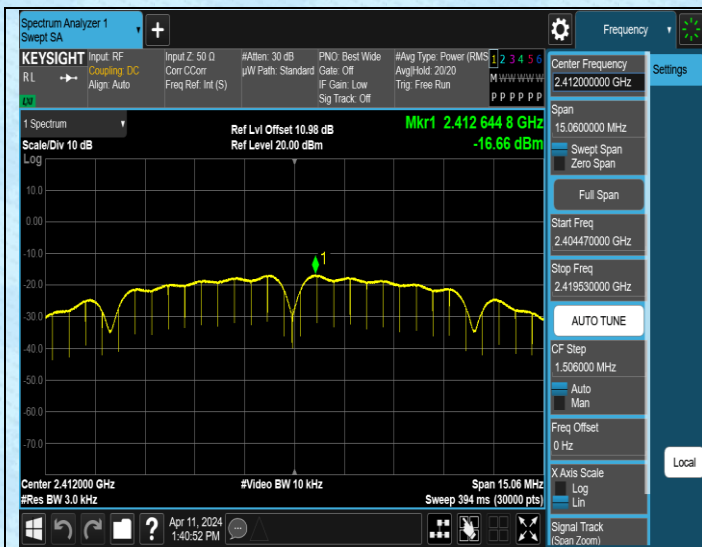 Spectrum Analyzer 1
Swept SA
+
Frequency
KEYSIGHT
RL
LXI
Input: RF
Coupling: DC
Align: Auto
Input Z: 50 Ω
Corr CCorr
Freq Ref: Int (S)
#Atten: 30 dB
µW Path: Standard
PNO: Best Wide
Gate: Off
IF Gain: Low
Sig Track: Off
#Avg Type: Power (RMS
Avg|Hold: 20/20
Trig: Free Run
1 2 3 4 5 6
M W W W W W
P P P P P P
1 Spectrum
Scale/Div 10 dB
Ref Lvl Offset 10.98 dB
Ref Level 20.00 dBm
Mkr1 2.412 644 8 GHz
-16.66 dBm
Log
10.0
0.00
-10.0
-20.0
-30.0
-40.0
-50.0
-60.0
-70.0
1
Center 2.412000 GHz
#Res BW 3.0 kHz
#Video BW 10 kHz
Span 15.06 MHz
Sweep 394 ms (30000 pts)
Center Frequency
2.412000000 GHz
Span
15.0600000 MHz
Swept Span
Zero Span
Full Span
Start Freq
2.404470000 GHz
Stop Freq
2.419530000 GHz
AUTO TUNE
CF Step
1.506000 MHz
Auto
Man
Freq Offset
0 Hz
X Axis Scale
Log
Lin
Signal Track
(Span Zoom)
Settings
Local
?
Apr 11, 2024
1:40:52 PM